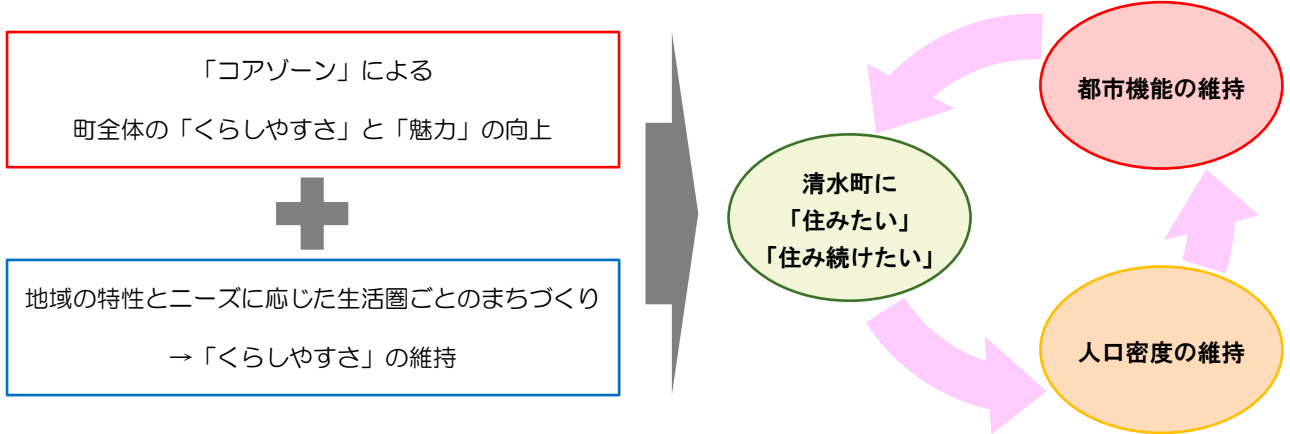 「コアゾーン」による
町全体の「くらしやすさ」と「魅力」の向上
地域の特性とニーズに応じた生活圏ごとのまちづくり
→「くらしやすさ」の維持
清水町に
「住みたい」
「住み続けたい」
都市機能の維持
人口密度の維持